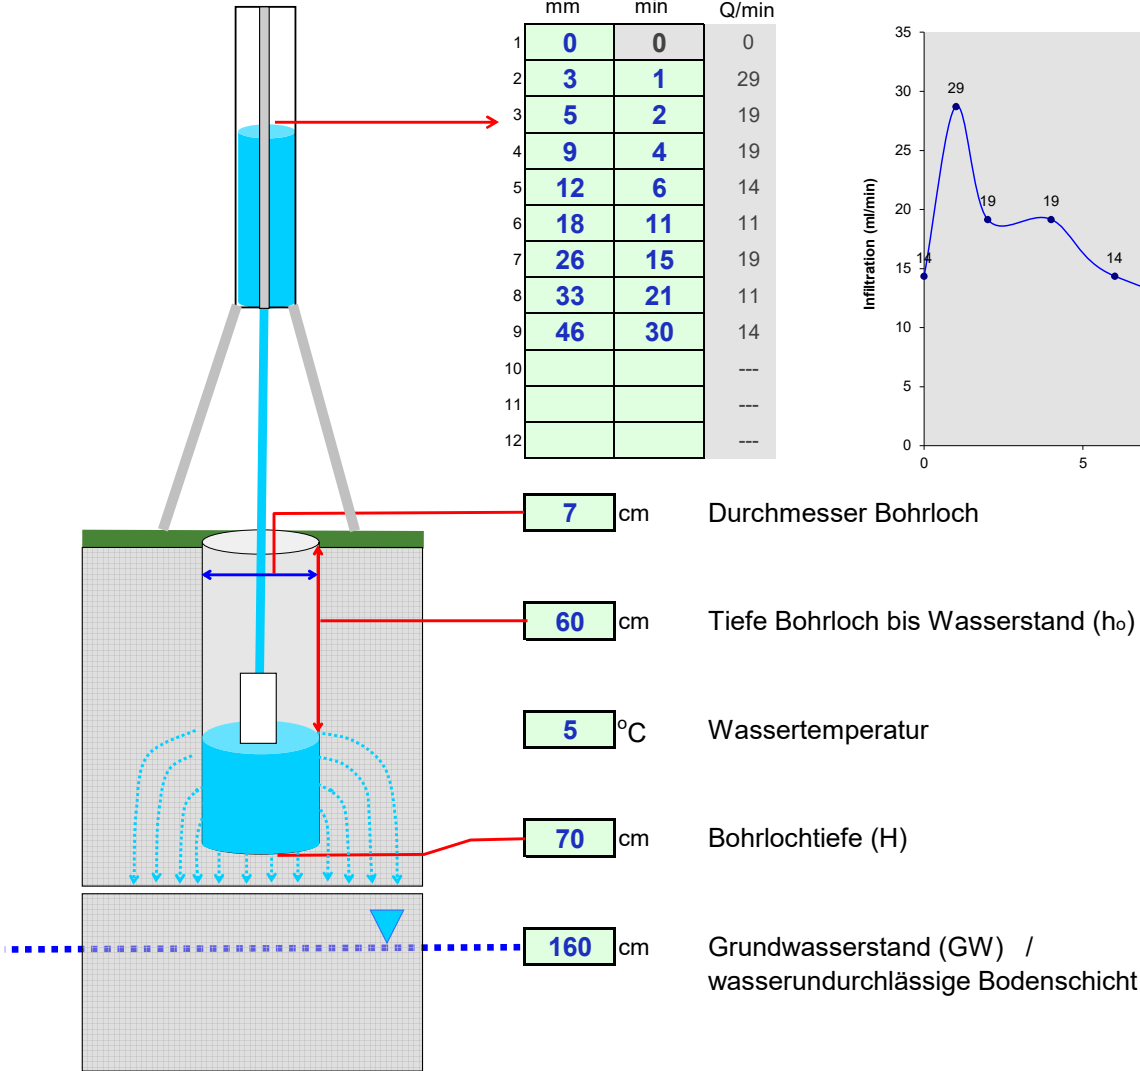 mm min Q/min
1 0 0 0
2 3 1 29
3 5 2 19
4 9 4 19
5 12 6 14
6 18 11 11
7 26 15 19
8 33 21 11
9 46 30 14
10 ---
11 ---
12 ---
35
30
25
20
15
10
5
0
Infiltration (ml/min)
14
29
19
19
14
0 5
7 cm Durchmesser Bohrloch
60 cm Tiefe Bohrloch bis Wasserstand (ho)
5 °C Wassertemperatur
70 cm Bohrlochtiefe (H)
160 cm Grundwasserstand (GW) /
wasserundurchlässige Bodenschicht